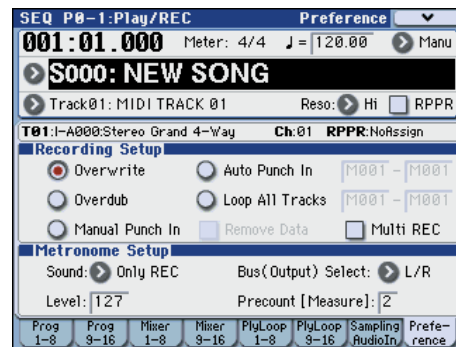 SEQ P0-1:Play/REC Preference
001:01.000 Meter: 4/4 ♩= 120.00 Manu
S000: NEW SONG
Track01: MIDI TRACK 01 Reso: Hi RPPR
T01:I-A000:Stereo Grand 4-Way Ch:01 RPPR:NoAssign
Recording Setup
Overwrite Auto Punch In M001 - M001
Overdub Loop All Tracks M001 - M001
Manual Punch In Remove Data Multi REC
Metronome Setup
Sound: Only REC Bus(Output) Select: L/R
Level: 127 Precount [Measure]: 2
Prog 1-8 Prog 9-16 Mixer 1-8 Mixer 9-16 PlyLoop 1-8 PlyLoop 9-16 Sampling AudioIn Prefe-rence